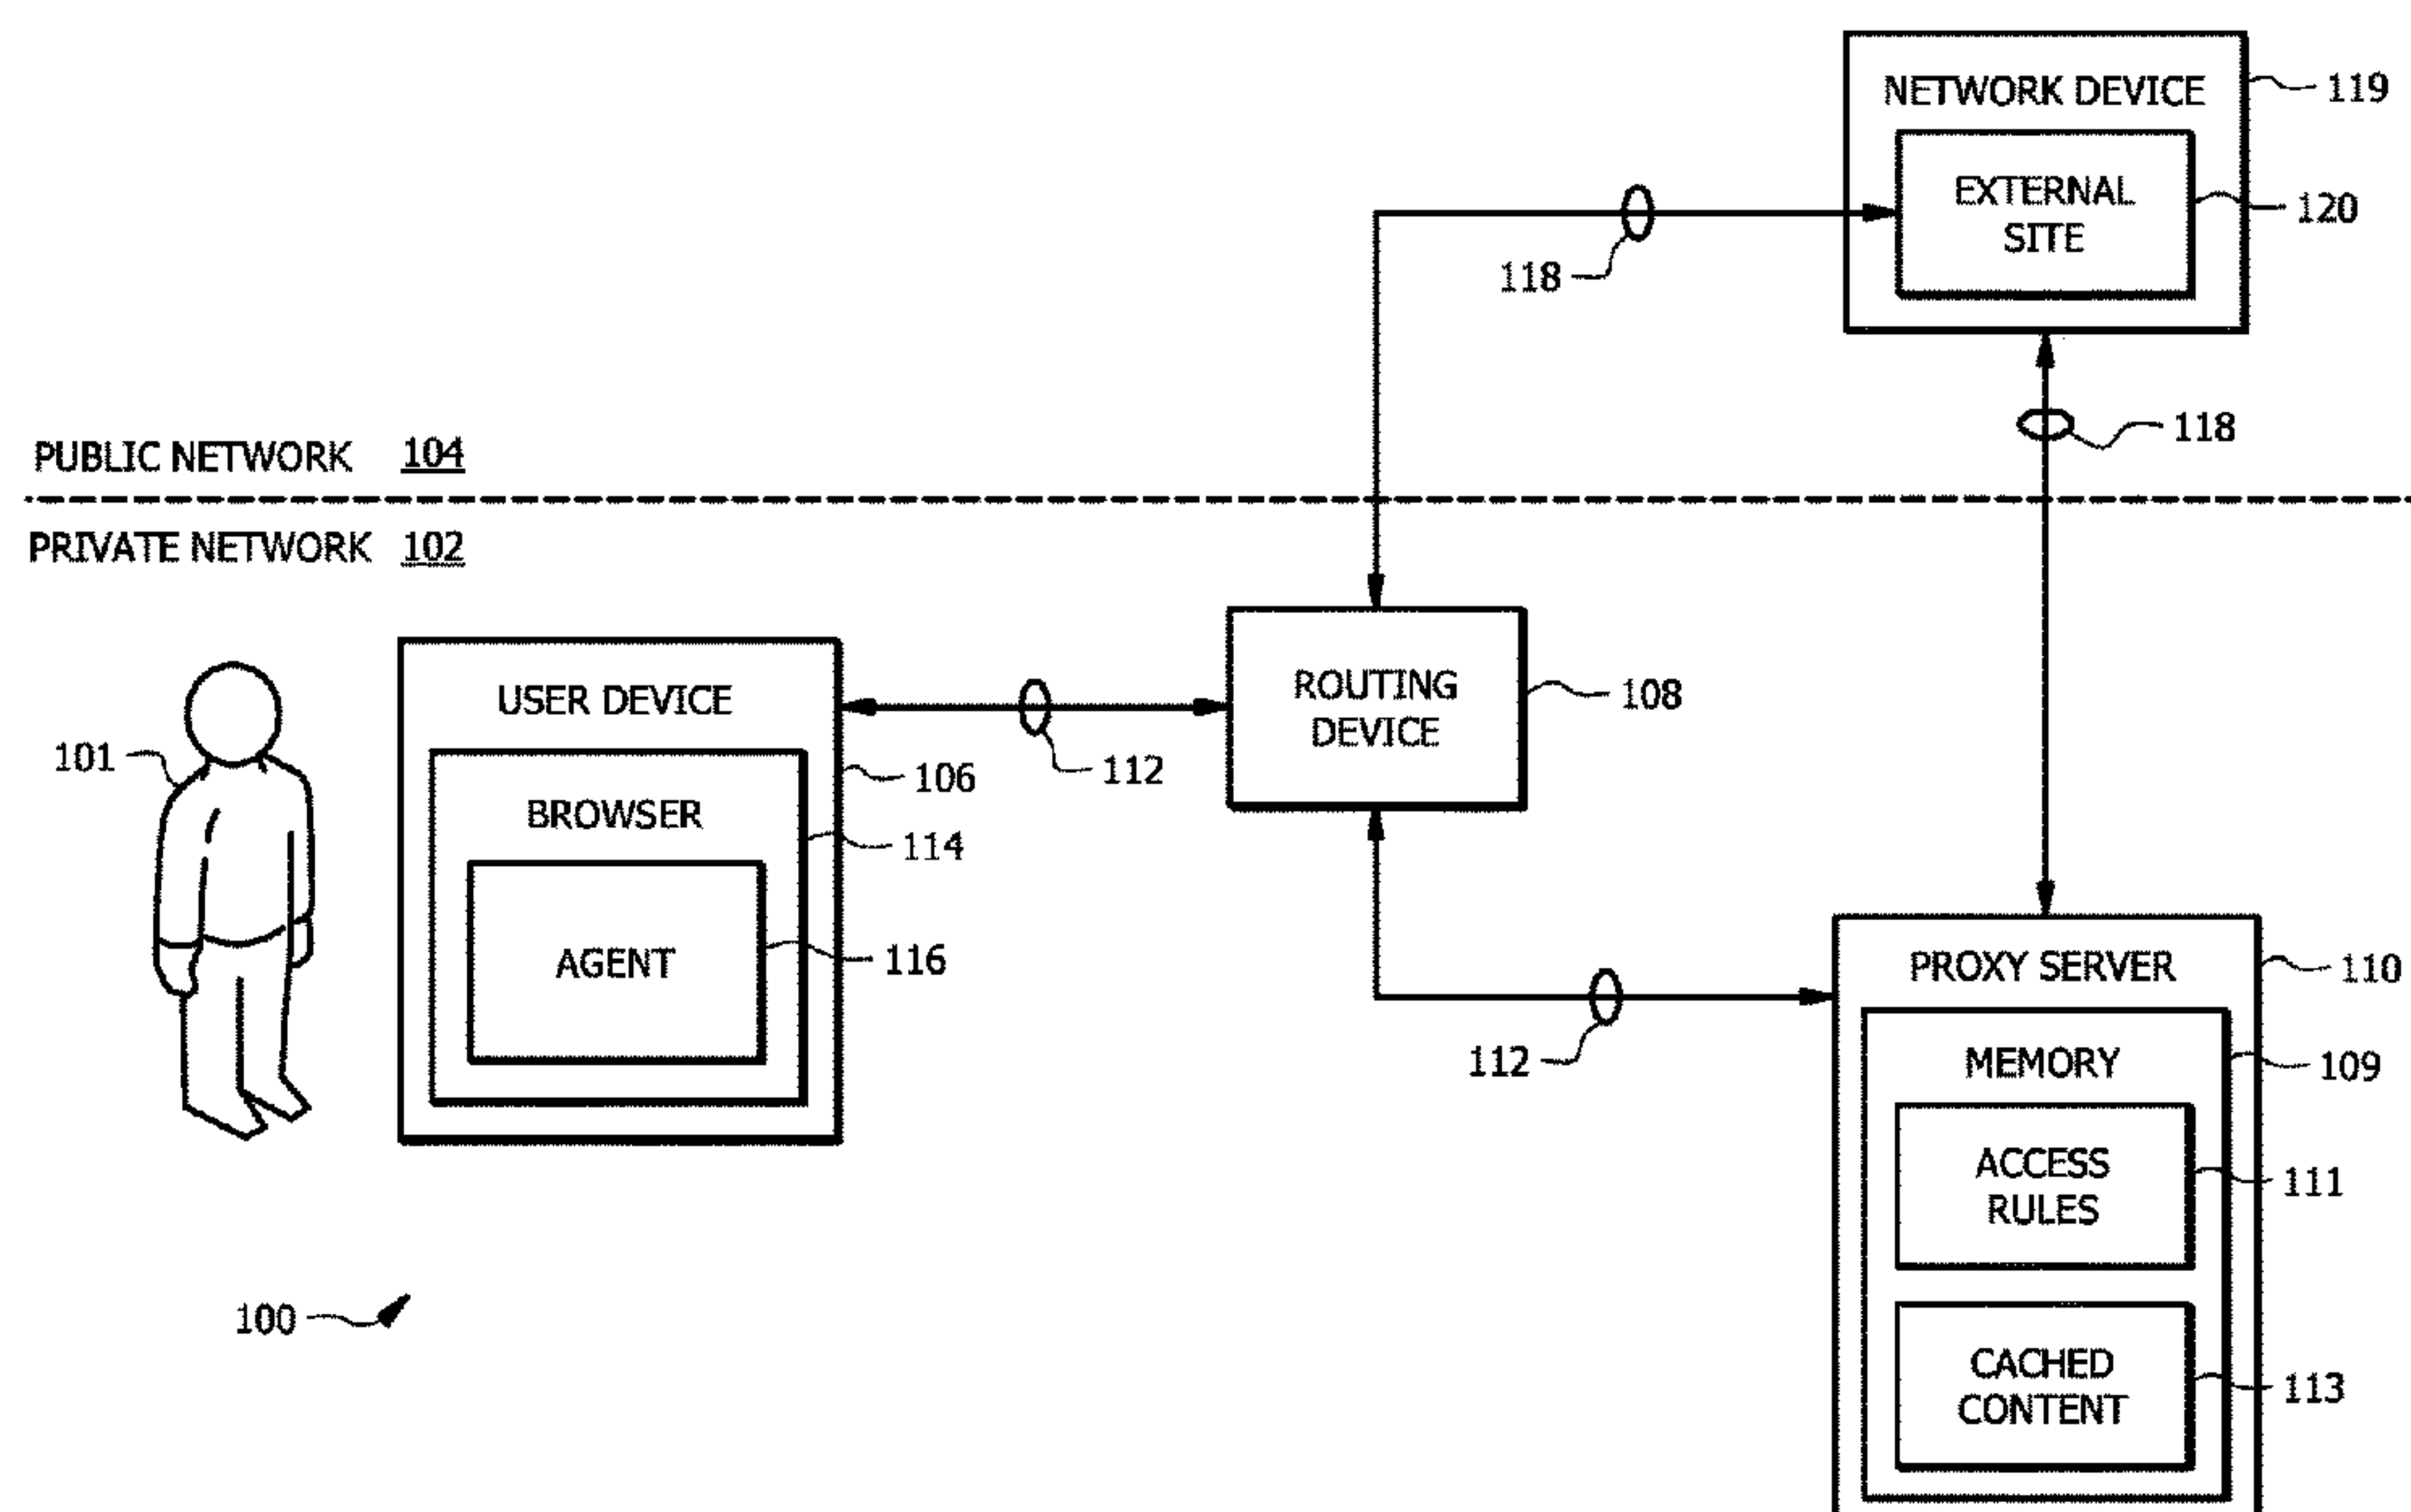 NETWORK DEVICE
119
EXTERNAL
SITE
120
118
118
PUBLIC NETWORK 104
PRIVATE NETWORK 102
101
USER DEVICE
106
BROWSER
114
AGENT
116
112
ROUTING
DEVICE
108
112
PROXY SERVER
110
MEMORY
109
ACCESS
RULES
111
CACHED
CONTENT
113
100